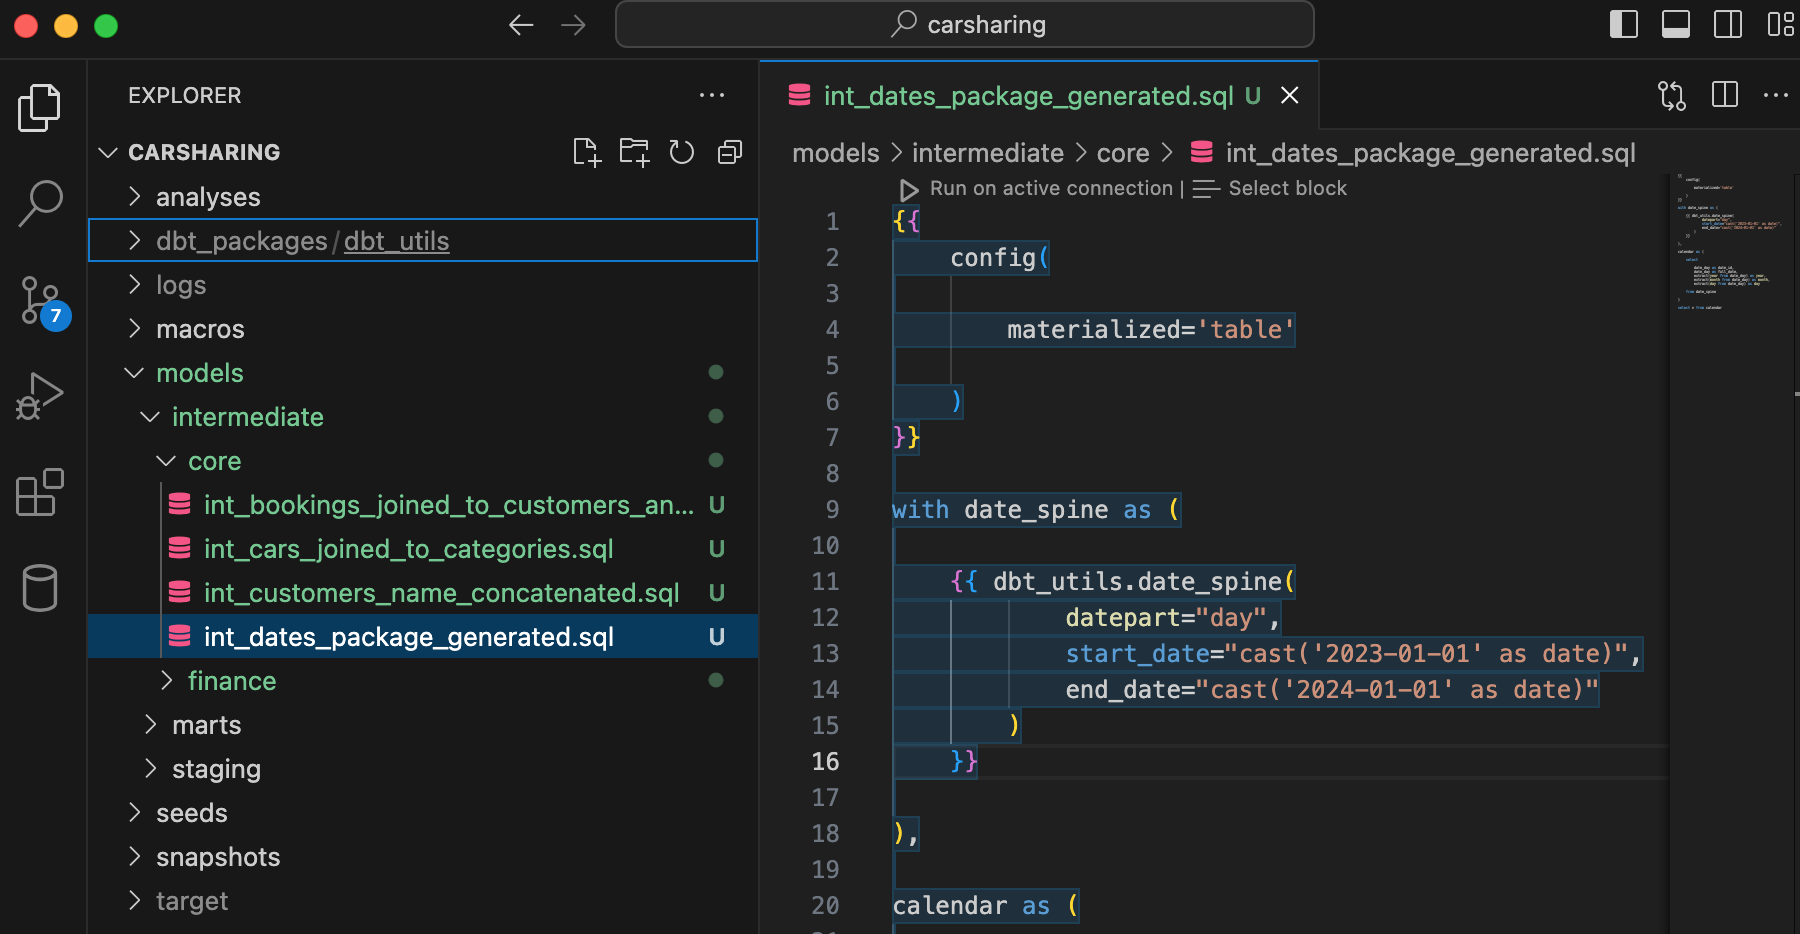 carsharing
EXPLORER
CARSHARING
analyses
dbt_packages/dbt_utils
logs
macros
models
intermediate
core
int_bookings_joined_to_customers_an... U
int_cars_joined_to_categories.sql U
int_customers_name_concatenated.sql U
int_dates_package_generated.sql U
finance
marts
staging
seeds
snapshots
target
7
int_dates_package_generated.sql U
models > intermediate > core > int_dates_package_generated.sql
Run on active connection | Select block
1 {{
2 config(
3
4 materialized='table'
5
6 )
7 }}
8
9 with date_spine as (
10
11 {{ dbt_utils.date_spine(
12 datepart="day",
13 start_date="cast('2023-01-01' as date)",
14 end_date="cast('2024-01-01' as date)"
15 )
16 }}
17
18 ),
19
20 calendar as (